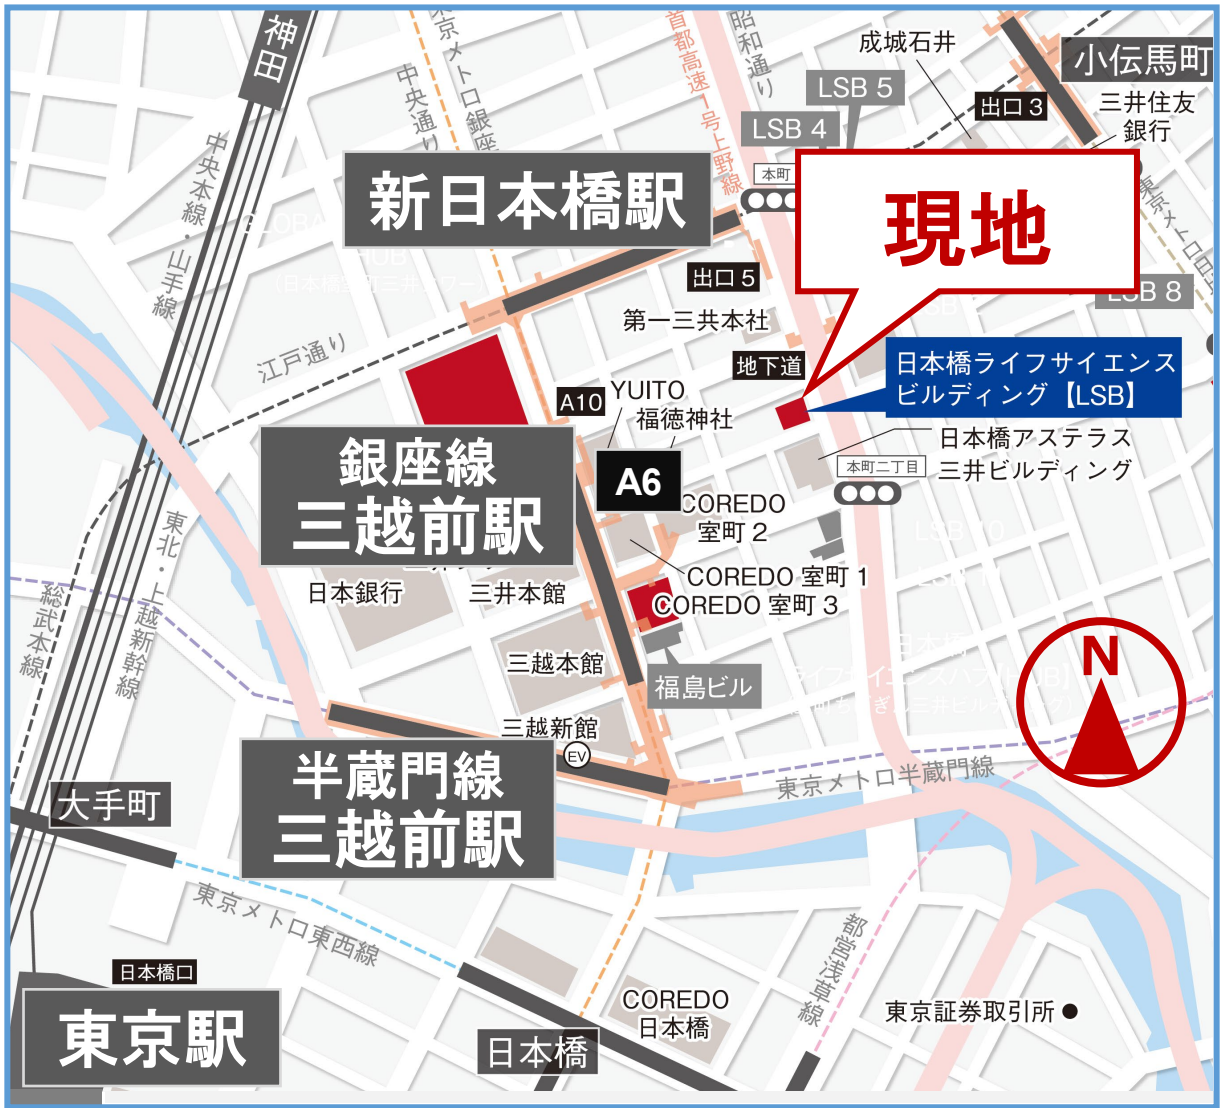 神田
中央通り
東京メトロ銀座
首都高速1号上野線
昭和通り
成城石井
小伝馬町
LSB 5
LSB 4
出口 3
三井住友
銀行
本町
新日本橋駅
現地
中央本線・山手線
出口 5
LSB 8
第一三共本社
江戸通り
地下道
日本橋ライフサイエンス
ビルディング【LSB】
A10
YUITO
福徳神社
日本橋アステラス
三井ビルディング
本町二丁目
銀座線
三越前駅
A6
COREDO
室町 2
東北・上越新幹線
総武本線
日本銀行
三井本館
COREDO 室町 1
COREDO 室町 3
三越本館
福島ビル
N
三越新館
EV
半蔵門線
三越前駅
東京メトロ半蔵門線
大手町
東京メトロ東西線
都営浅草線
日本橋口
東京駅
COREDO
日本橋
日本橋
東京証券取引所